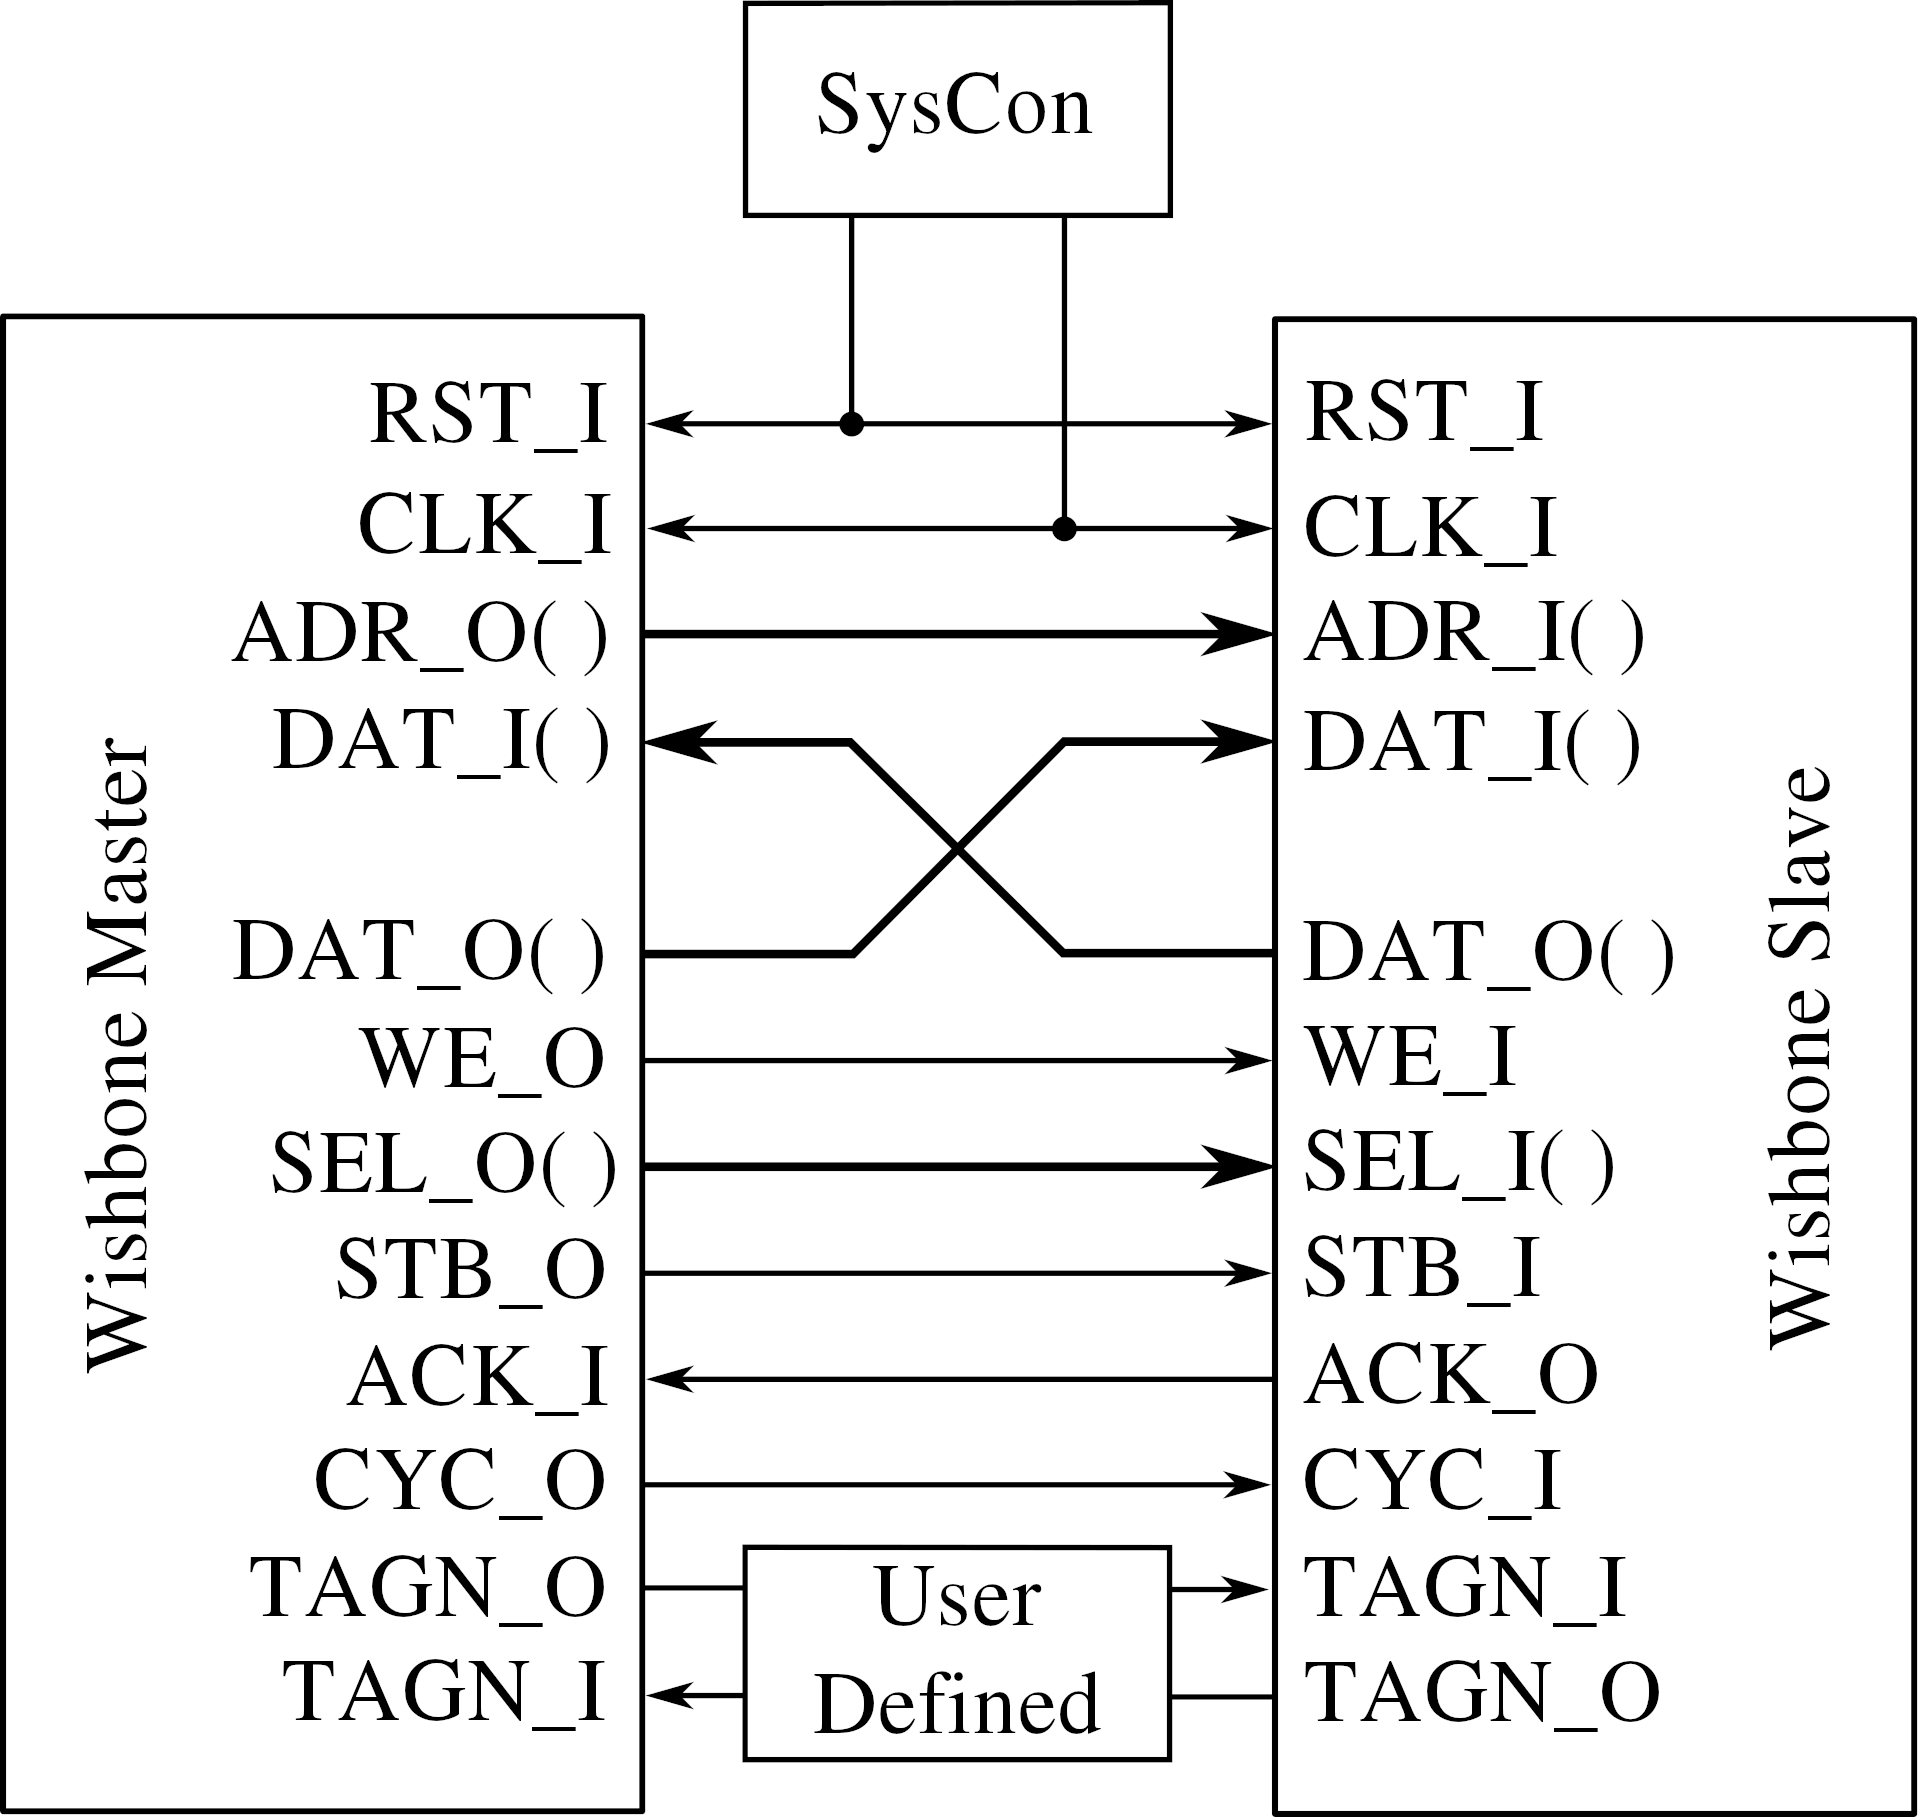 SysCon
Wishbone Master
RST_I
CLK_I
ADR_O( )
DAT_I( )
DAT_O( )
WE_O
SEL_O( )
STB_O
ACK_I
CYC_O
TAGN_O
TAGN_I
User
Defined
RST_I
CLK_I
ADR_I( )
DAT_I( )
DAT_O( )
WE_I
SEL_I( )
STB_I
ACK_O
CYC_I
TAGN_I
TAGN_O
Wishbone Slave